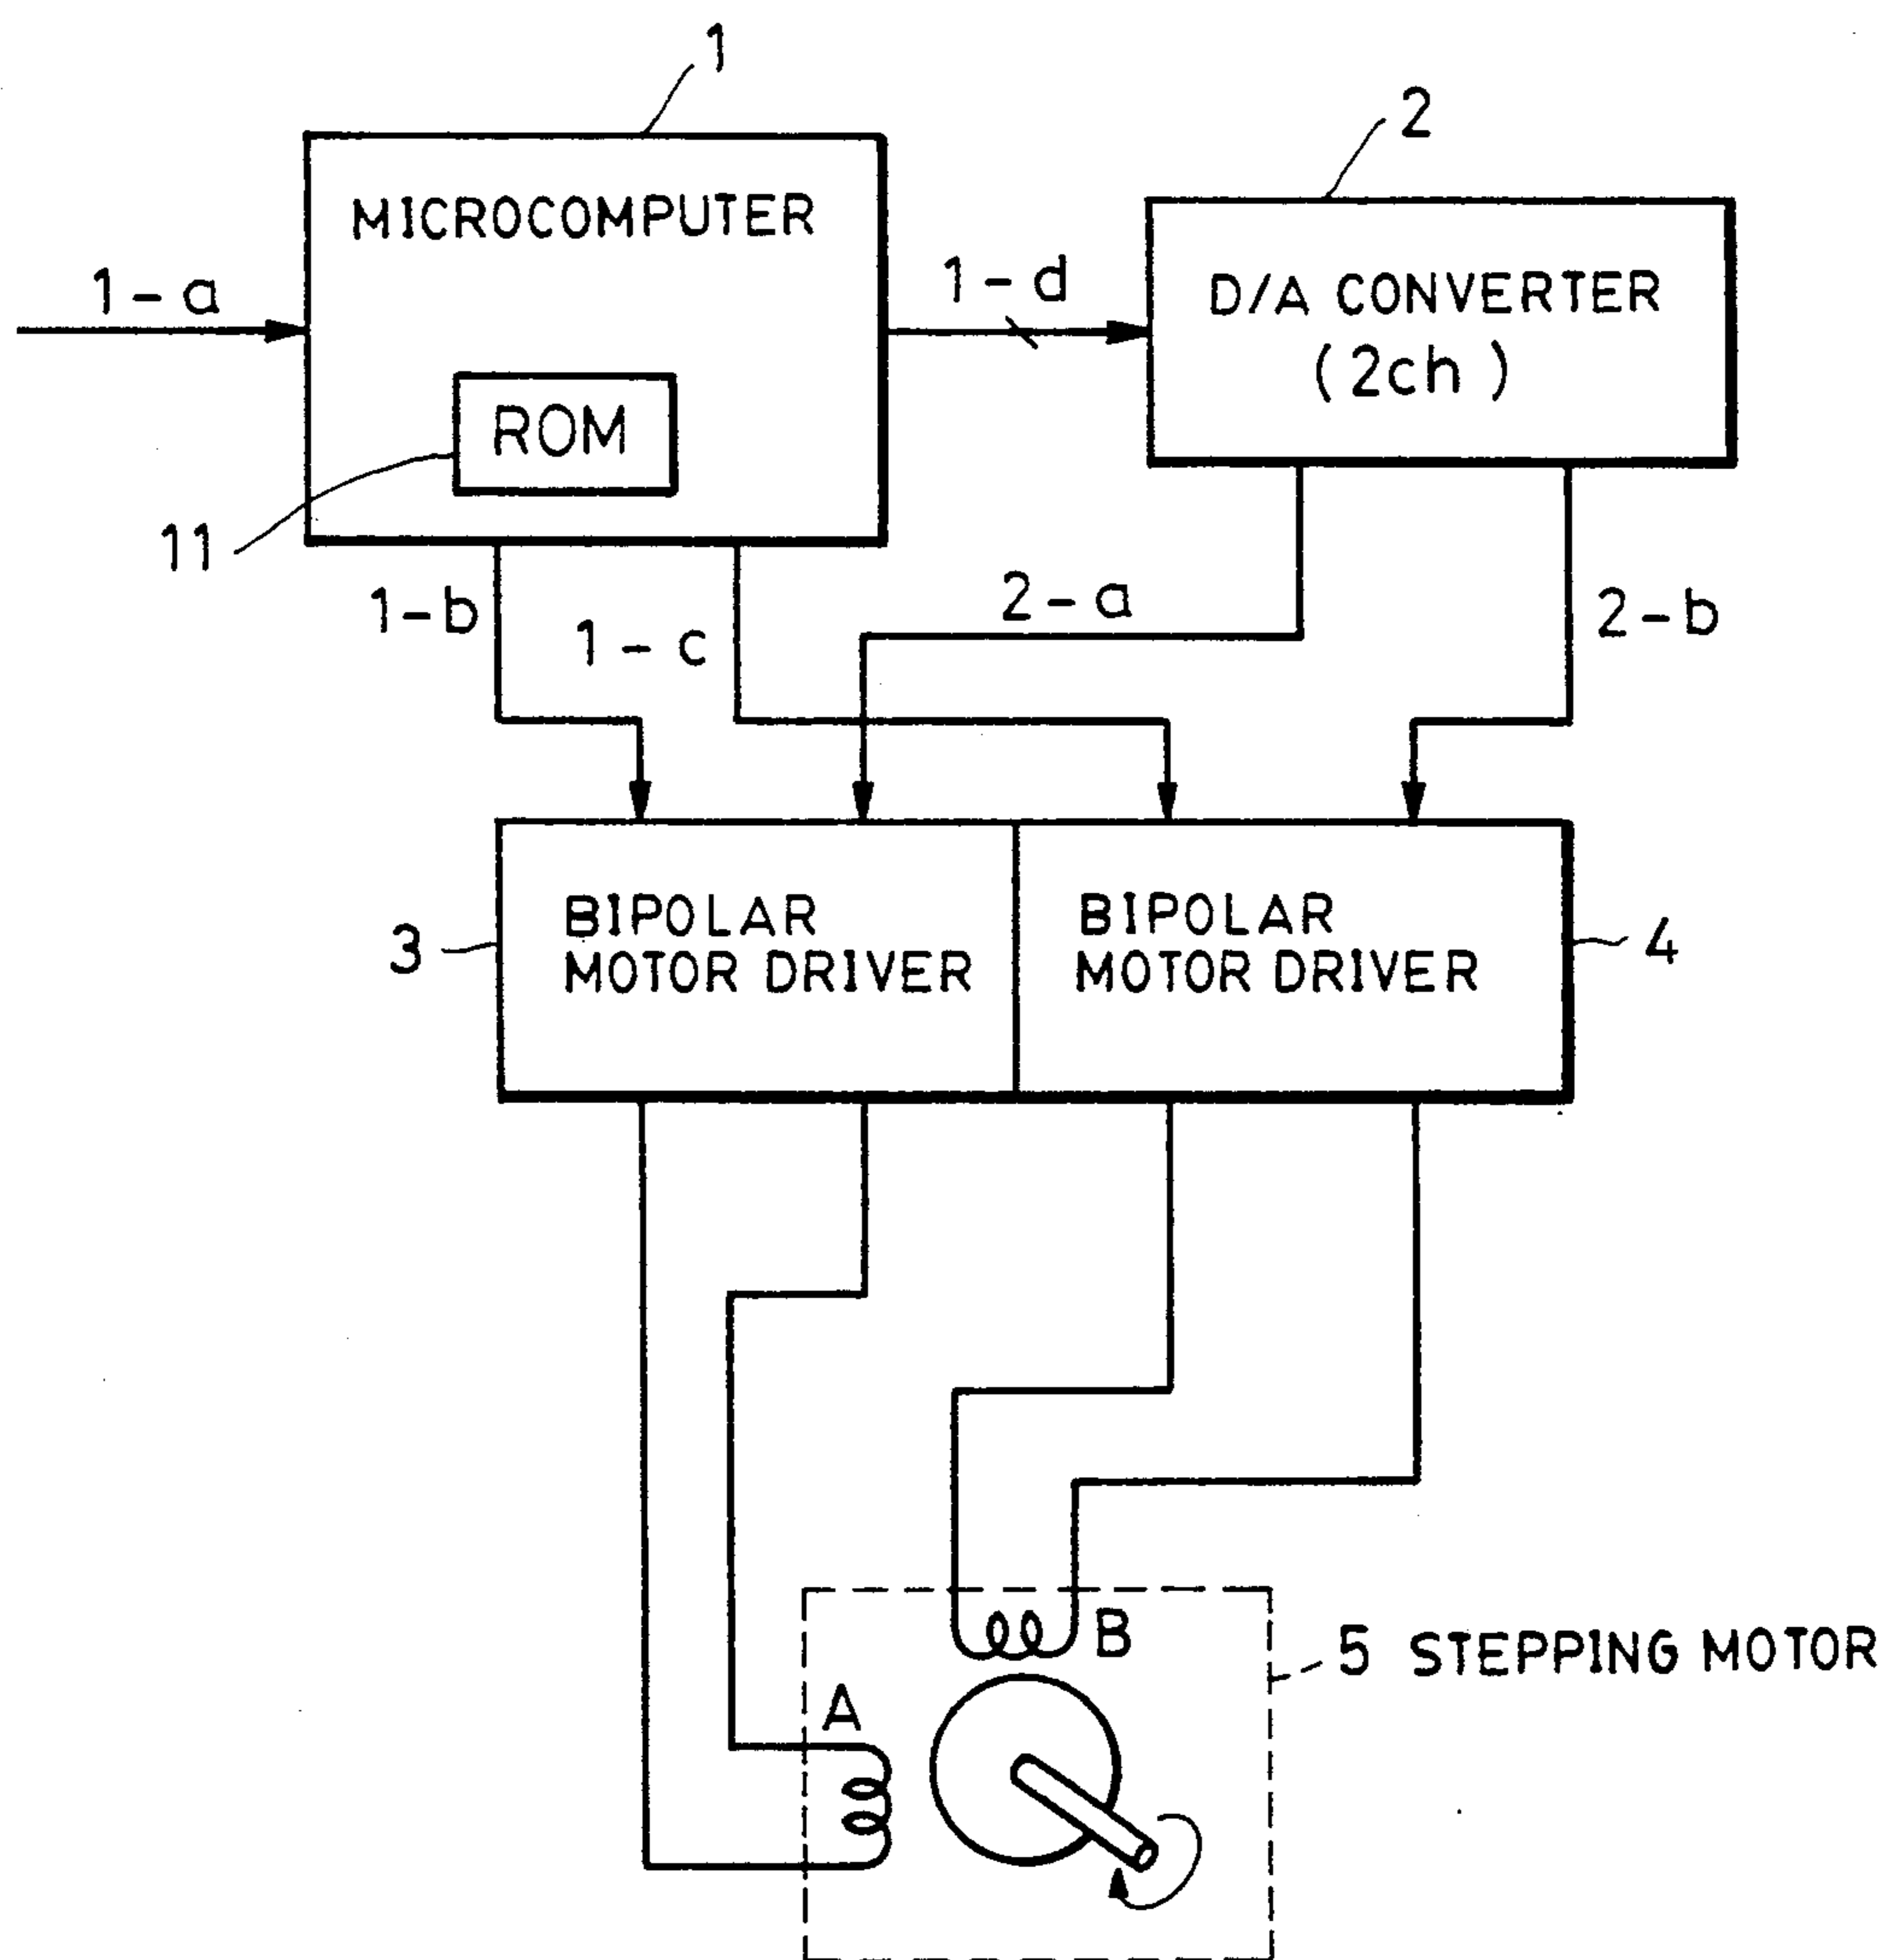 1
2
MICROCOMPUTER
1-a
1-d
D/A CONVERTER
(2ch)
ROM
11
1-b
1-c
2-a
2-b
3
BIPOLAR
MOTOR DRIVER
BIPOLAR
MOTOR DRIVER
4
B
5 STEPPING MOTOR
A